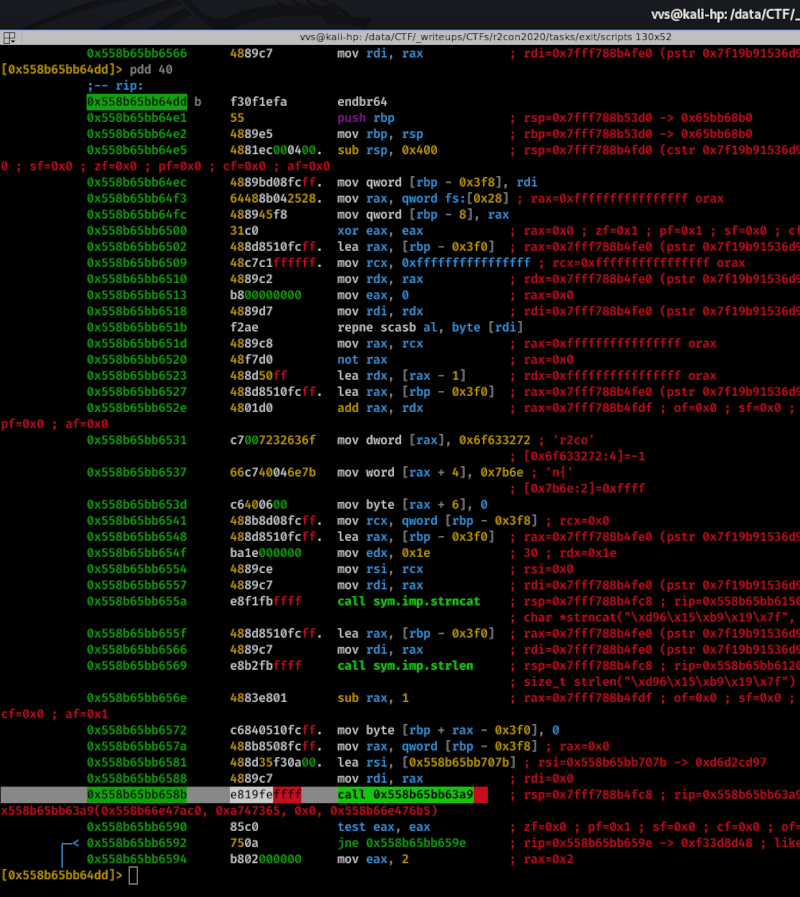 vvs@kali-hp: /data/CTF/_
vvs@kali-hp: /data/CTF/_writeups/CTFs/r2con2020/tasks/exit/scripts 130x52
0x558b65bb6566 4889c7 mov rdi, rax ; rdi=0x7fff788b4fe0 (pstr 0x7f19b91536d9
[0x558b65bb64dd]> pdd 40
;-- rip:
0x558b65bb64dd b f30f1efa endbr64
0x558b65bb64e1 55 push rbp ; rsp=0x7fff788b53d0 -> 0x65bb68b0
0x558b65bb64e2 4889e5 mov rbp, rsp ; rbp=0x7fff788b53d0 -> 0x65bb68b0
0x558b65bb64e5 4881ec000400. sub rsp, 0x400 ; rsp=0x7fff788b4fd0 (cstr 0x7f19b91536d9
0 ; sf=0x0 ; zf=0x0 ; pf=0x0 ; cf=0x0 ; af=0x0
0x558b65bb64ec 4889bd08fcff. mov qword [rbp - 0x3f8], rdi
0x558b65bb64f3 64488b042528. mov rax, qword fs:[0x28] ; rax=0xffffffffffffffff orax
0x558b65bb64fc 488945f8 mov qword [rbp - 8], rax
0x558b65bb6500 31c0 xor eax, eax ; rax=0x0 ; zf=0x1 ; pf=0x1 ; sf=0x0 ; cf
0x558b65bb6502 488d8510fcff. lea rax, [rbp - 0x3f0] ; rax=0x7fff788b4fe0 (pstr 0x7f19b91536d9
0x558b65bb6509 48c7c1ffffff. mov rcx, 0xffffffffffffffff ; rcx=0xffffffffffffffff orax
0x558b65bb6510 4889c2 mov rdx, rax ; rdx=0x7fff788b4fe0 (pstr 0x7f19b91536d9
0x558b65bb6513 b800000000 mov eax, 0 ; rax=0x0
0x558b65bb6518 4889d7 mov rdi, rdx ; rdi=0x7fff788b4fe0 (pstr 0x7f19b91536d9
0x558b65bb651b f2ae repne scasb al, byte [rdi]
0x558b65bb651d 4889c8 mov rax, rcx ; rax=0xffffffffffffffff orax
0x558b65bb6520 48f7d0 not rax ; rax=0x0
0x558b65bb6523 488d50ff lea rdx, [rax - 1] ; rdx=0xffffffffffffffff orax
0x558b65bb6527 488d8510fcff. lea rax, [rbp - 0x3f0] ; rax=0x7fff788b4fe0 (pstr 0x7f19b91536d9
0x558b65bb652e 4801d0 add rax, rdx ; rax=0x7fff788b4fdf ; of=0x0 ; sf=0x0 ;
pf=0x0 ; af=0x0
0x558b65bb6531 c7007232636f mov dword [rax], 0x6f633272 ; 'r2co'
; [0x6f633272:4]=-1
0x558b65bb6537 66c740046e7b mov word [rax + 4], 0x7b6e ; 'n{'
; [0x7b6e:2]=0xffff
0x558b65bb653d c6400600 mov byte [rax + 6], 0
0x558b65bb6541 488b8d08fcff. mov rcx, qword [rbp - 0x3f8] ; rcx=0x0
0x558b65bb6548 488d8510fcff. lea rax, [rbp - 0x3f0] ; rax=0x7fff788b4fe0 (pstr 0x7f19b91536d9
0x558b65bb654f ba1e000000 mov edx, 0x1e ; 30 ; rdx=0x1e
0x558b65bb6554 4889ce mov rsi, rcx ; rsi=0x0
0x558b65bb6557 4889c7 mov rdi, rax ; rdi=0x7fff788b4fe0 (pstr 0x7f19b91536d9
0x558b65bb655a e8f1fbffff call sym.imp.strncat ; rsp=0x7fff788b4fc8 ; rip=0x558b65bb6150
; char *strncat("\xd96\x15\xb9\x19\x7f",
0x558b65bb655f 488d8510fcff. lea rax, [rbp - 0x3f0] ; rax=0x7fff788b4fe0 (pstr 0x7f19b91536d9
0x558b65bb6566 4889c7 mov rdi, rax ; rdi=0x7fff788b4fe0 (pstr 0x7f19b91536d9
0x558b65bb6569 e8b2fbffff call sym.imp.strlen ; rsp=0x7fff788b4fc8 ; rip=0x558b65bb6120
; size_t strlen("\xd96\x15\xb9\x19\x7f")
0x558b65bb656e 4883e801 sub rax, 1 ; rax=0x7fff788b4fdf ; of=0x0 ; sf=0x0 ;
cf=0x0 ; af=0x1
0x558b65bb6572 c6840510fcff. mov byte [rbp + rax - 0x3f0], 0
0x558b65bb657a 488b8508fcff. mov rax, qword [rbp - 0x3f8] ; rax=0x0
0x558b65bb6581 488d35f30a00. lea rsi, [0x558b65bb707b] ; rsi=0x558b65bb707b -> 0xd6d2cd97
0x558b65bb6588 4889c7 mov rdi, rax ; rdi=0x0
0x558b65bb658b e819feffff call 0x558b65bb63a9 ; rsp=0x7fff788b4fc8 ; rip=0x558b65bb63a9
x558b65bb63a9(0x558b66e47ac0, 0xa747365, 0x0, 0x558b66e476b5)
0x558b65bb6590 85c0 test eax, eax ; zf=0x0 ; pf=0x1 ; sf=0x0 ; cf=0x0 ; of=
0x558b65bb6592 750a jne 0x558b65bb659e ; rip=0x558b65bb659e -> 0xf33d8d48 ; like
0x558b65bb6594 b802000000 mov eax, 2 ; rax=0x2
[0x558b65bb64dd]>